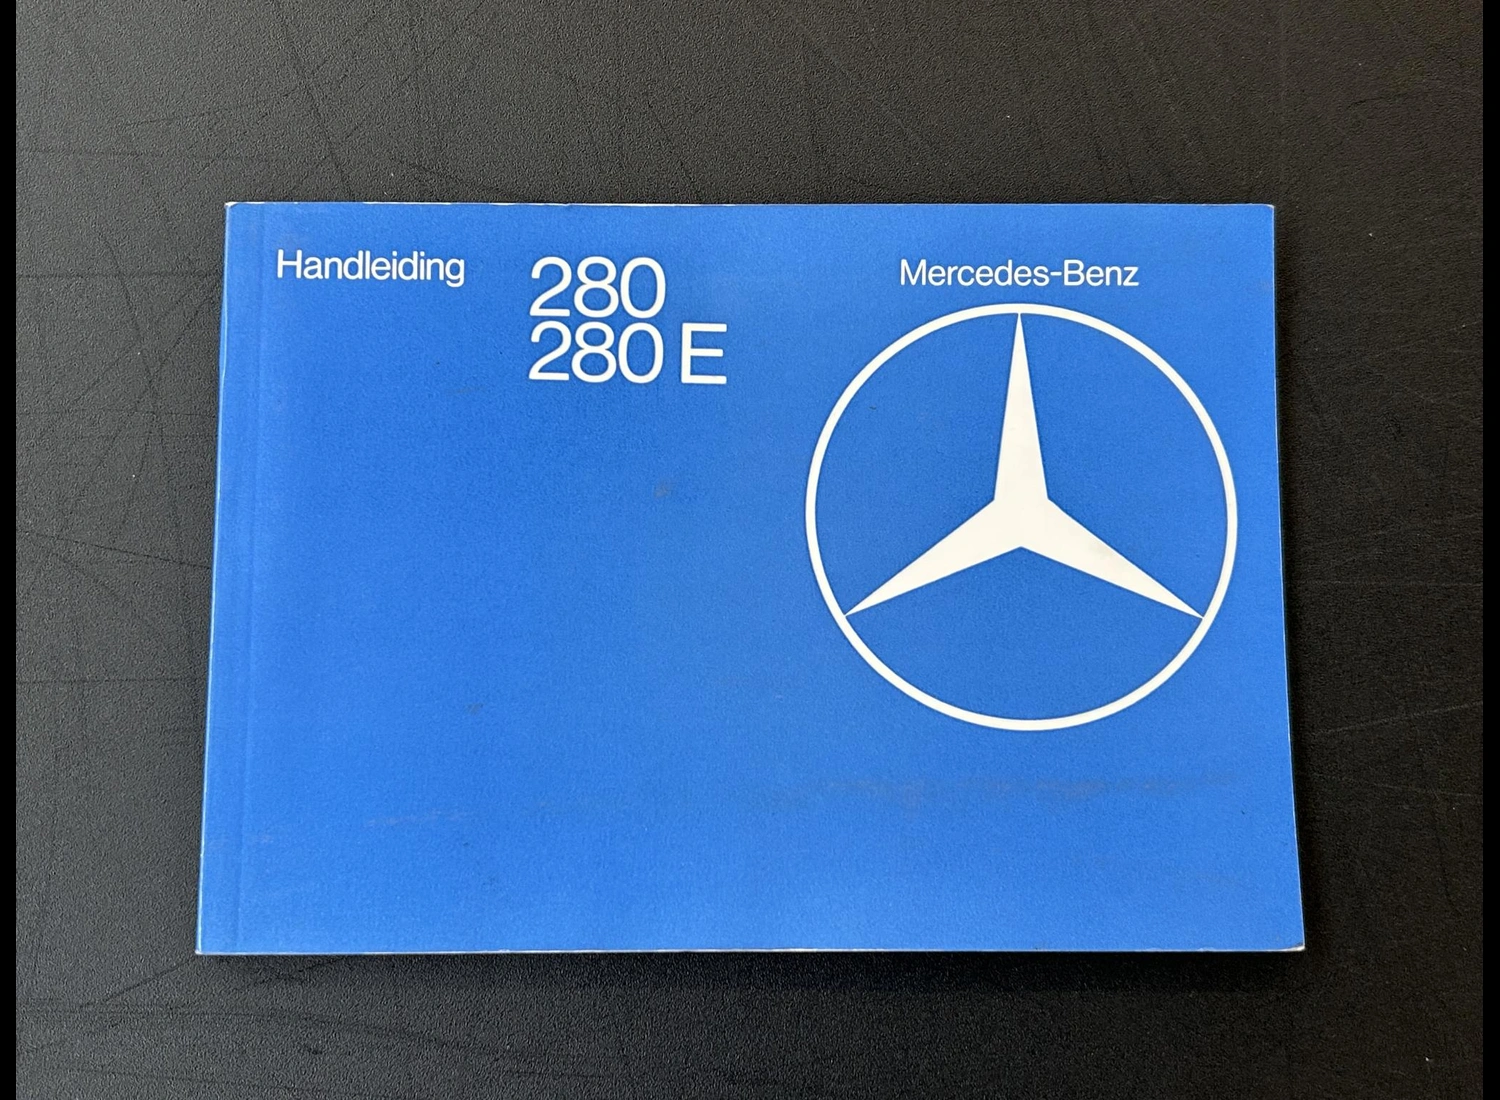 Handleiding
280
280 E
Mercedes-Benz